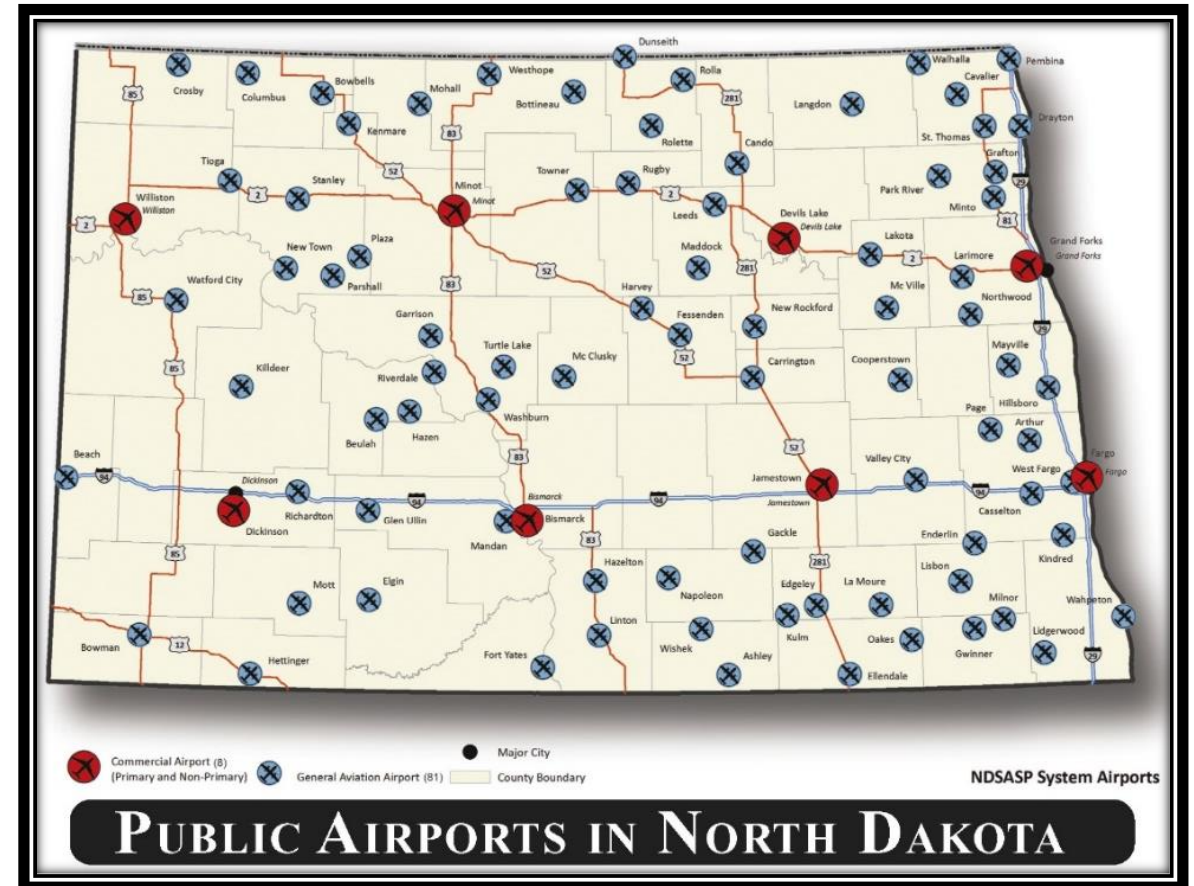 Dunseith
Crosby
Columbus
Bowbells
Mohall
Westhope
Bottineau
Rolla
Langdon
Walhalla
Cavalier
Pembina
85
83
281
Kenmare
Rolette
Cando
St. Thomas
Drayton
Grafton
52
Tioga
Stanley
2
Minot
Minot
Towner
Rugby
2
Leeds
Park River
Minto
29
81
Williston
Williston
2
Devils Lake
Devils Lake
Lakota
2
Larimore
Grand Forks
Grand Forks
New Town
Plaza
Parshall
83
52
Maddock
281
Mc Ville
Northwood
Watford City
85
Harvey
Fessenden
New Rockford
29
Garrison
Turtle Lake
Mc Clusky
52
Carrington
Cooperstown
Mayville
Hillsboro
85
Killdeer
Riverdale
Washburn
Beulah
Hazen
83
52
Page
Arthur
Beach
94
Dickinson
Dickinson
Richardton
Glen Ullin
94
Bismarck
Bismarck
Mandan
94
Jamestown
Jamestown
Valley City
94
West Fargo
Casselton
Fargo
Fargo
85
83
Hazelton
Napoleon
Gackle
281
Enderlin
Kindred
Mott
Elgin
Edgeley
La Moure
Lisbon
Milnor
Wahpeton
Bowman
12
Hettinger
Fort Yates
Linton
Wishek
Ashley
Kulm
Oakes
Ellendale
Gwinner
Lidgerwood
29
Commercial Airport (8)
(Primary and Non-Primary)
General Aviation Airport (81)
Major City
County Boundary
NDSASP System Airports
PUBLIC AIRPORTS IN NORTH DAKOTA